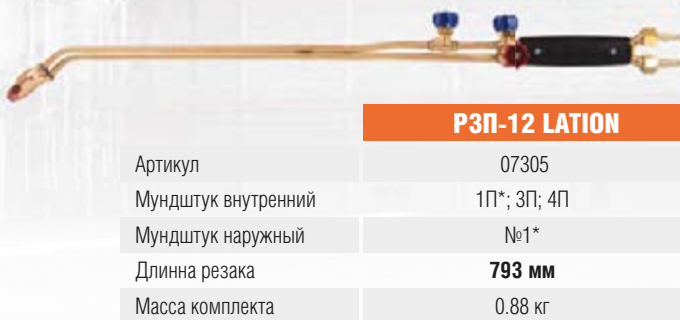 РЗП-12 LATION
Артикул 07305
Мундштук внутренний 1П*; 3П; 4П
Мундштук наружный №1*
Длинна резака 793 мм
Масса комплекта 0.88 кг